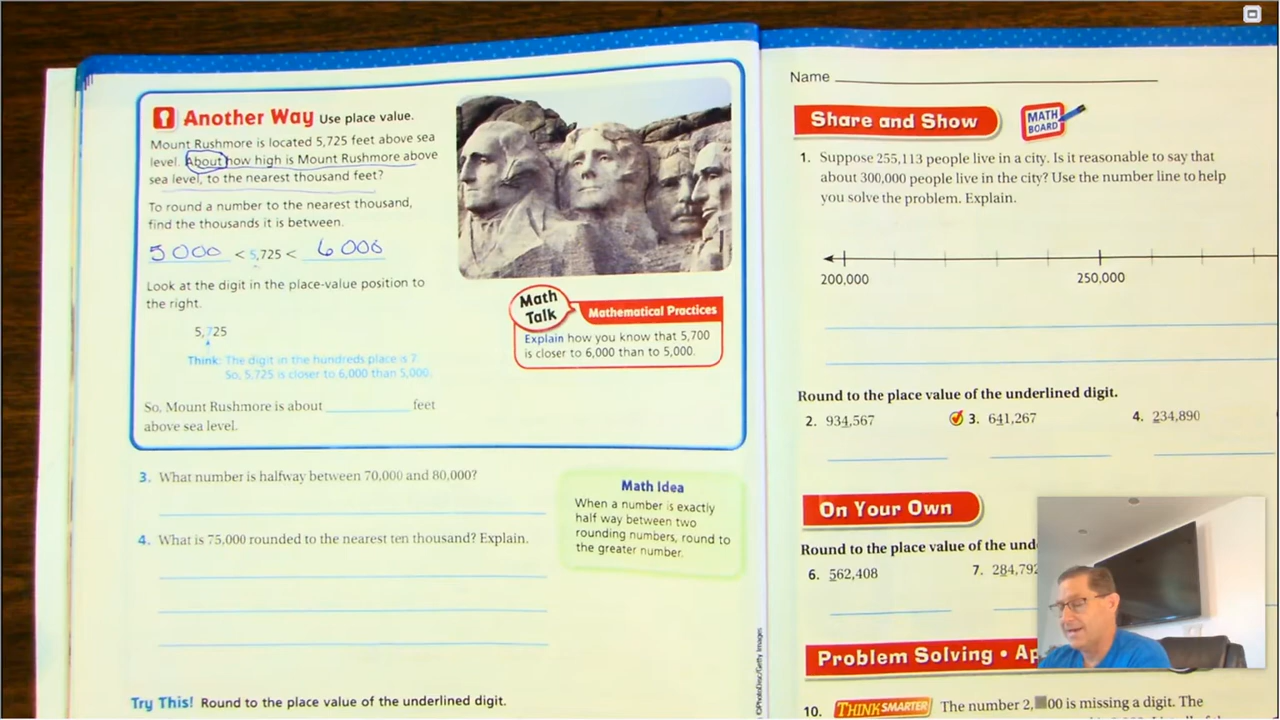 Another Way Use place value.
Mount Rushmore is located 5,725 feet above sea
level. About how high is Mount Rushmore above
sea level, to the nearest thousand feet?
To round a number to the nearest thousand,
find the thousands it is between.
5000 < 5,725 < 6000
Look at the digit in the place-value position to
the right.
5,725
Think: The digit in the hundreds place is 7.
So, 5,725 is closer to 6,000 than 5,000.
So, Mount Rushmore is about feet
above sea level.
Math
Talk
Mathematical Practices
Explain how you know that 5,700
is closer to 6,000 than to 5,000.
3. What number is halfway between 70,000 and 80,000?
4. What is 75,000 rounded to the nearest ten thousand? Explain.
Math Idea
When a number is exactly
half way between two
rounding numbers, round to
the greater number.
Try This! Round to the place value of the underlined digit.
©PhotoDisc/Getty Images
Name
Share and Show
MATH
BOARD
1. Suppose 255,113 people live in a city. Is it reasonable to say that
about 300,000 people live in the city? Use the number line to help
you solve the problem. Explain.
200,000 250,000
Round to the place value of the underlined digit.
2. 934,567 3. 641,267 4. 234,890
On Your Own
Round to the place value of the und
6. 562,408 7. 284,792
Problem Solving • Ap
10. THINK SMARTER The number 2, 00 is missing a digit. The